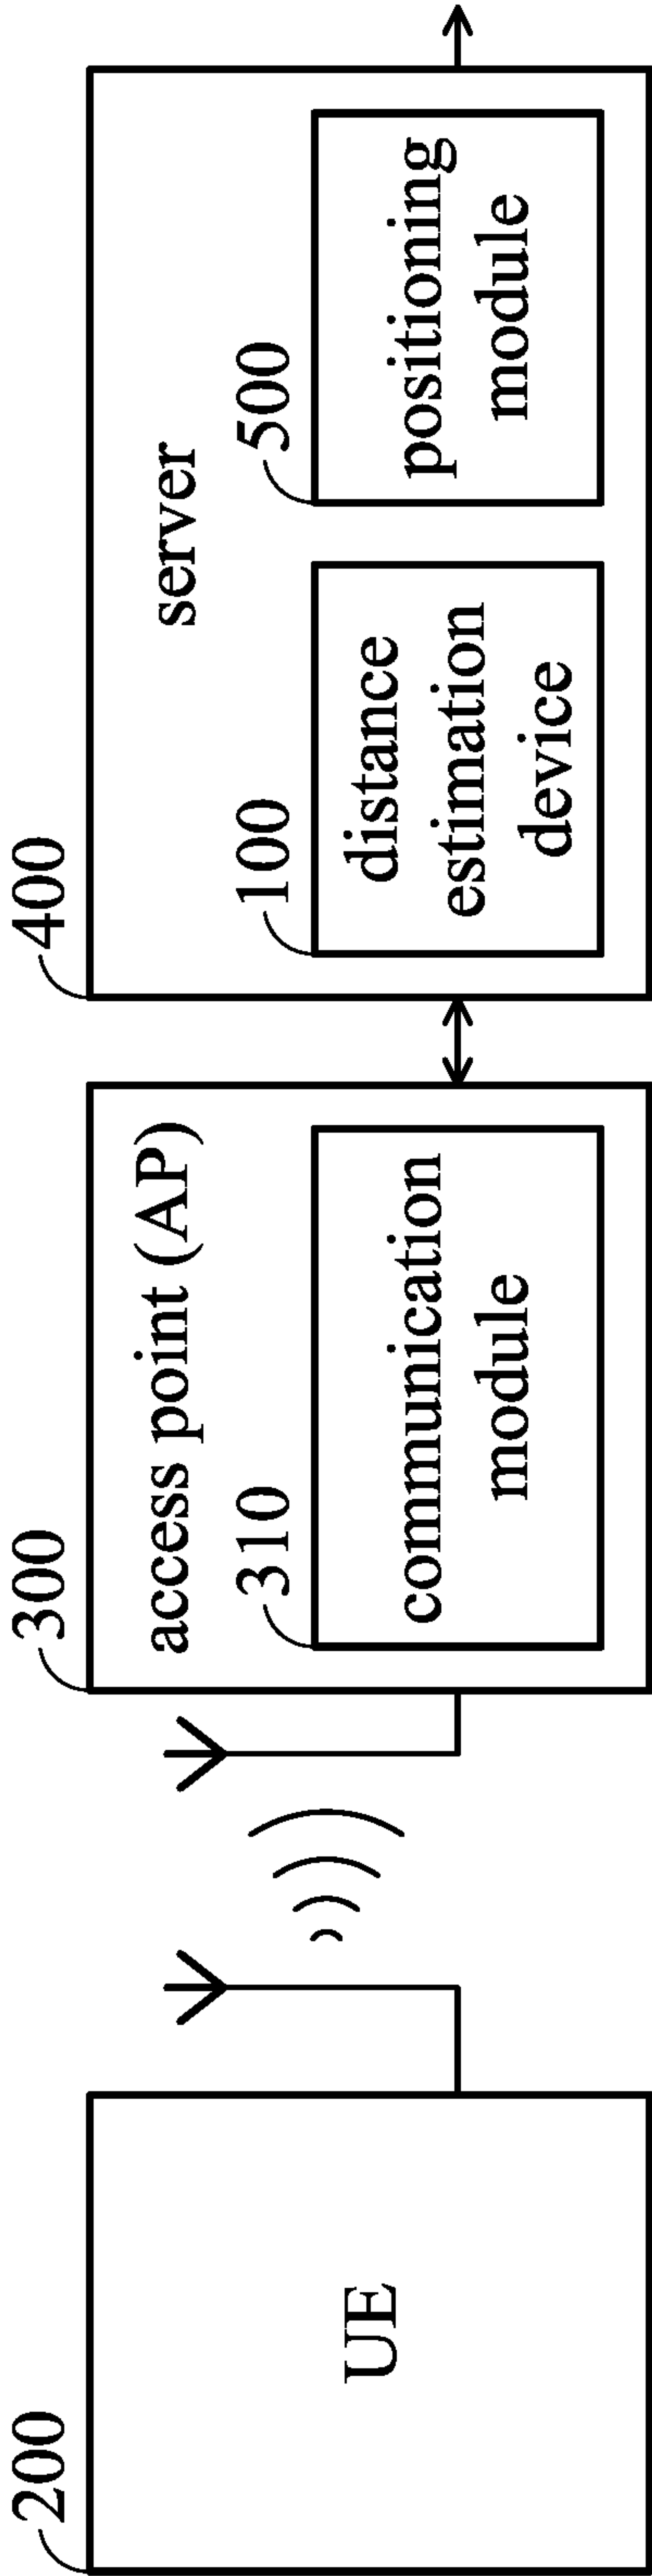 200
UE
300
access point (AP)
310
communication
module
400
server
100
distance
estimation
device
500
positioning
module